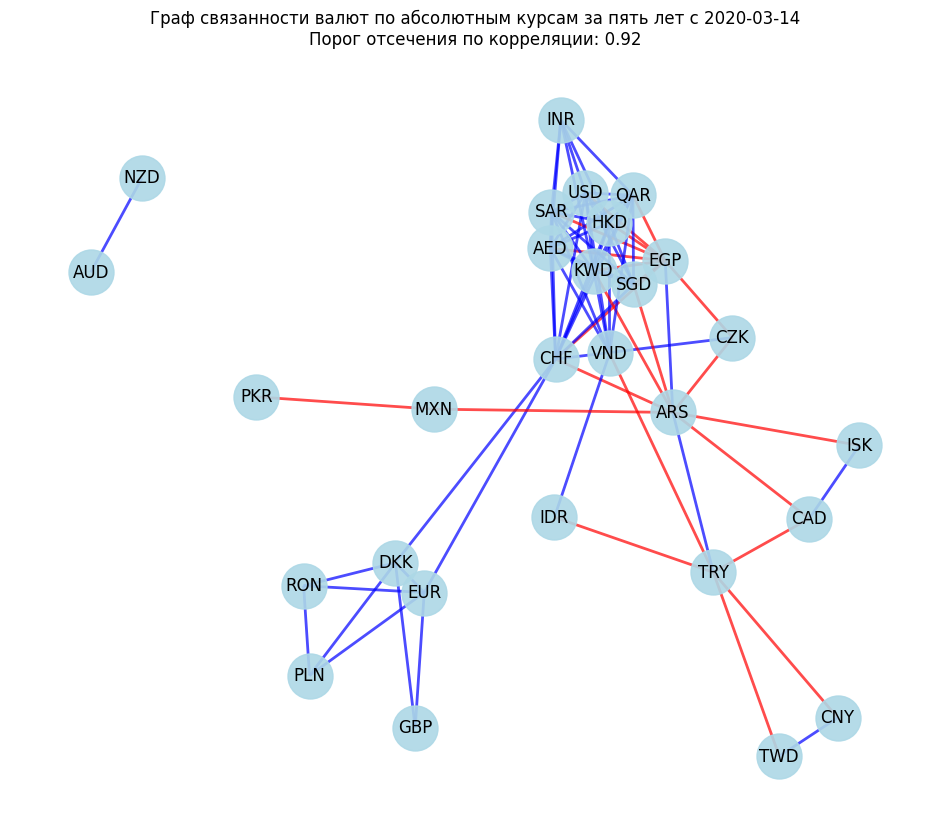 Граф связанности валют по абсолютным курсам за пять лет с 2020-03-14
Порог отсечения по корреляции: 0.92
INR
NZD
USD
QAR
SAR
HKD
AED
EGP
AUD
KWD
SGD
CZK
VND
CHF
PKR
MXN
ARS
ISK
IDR
CAD
DKK
TRY
RON
EUR
PLN
CNY
GBP
TWD